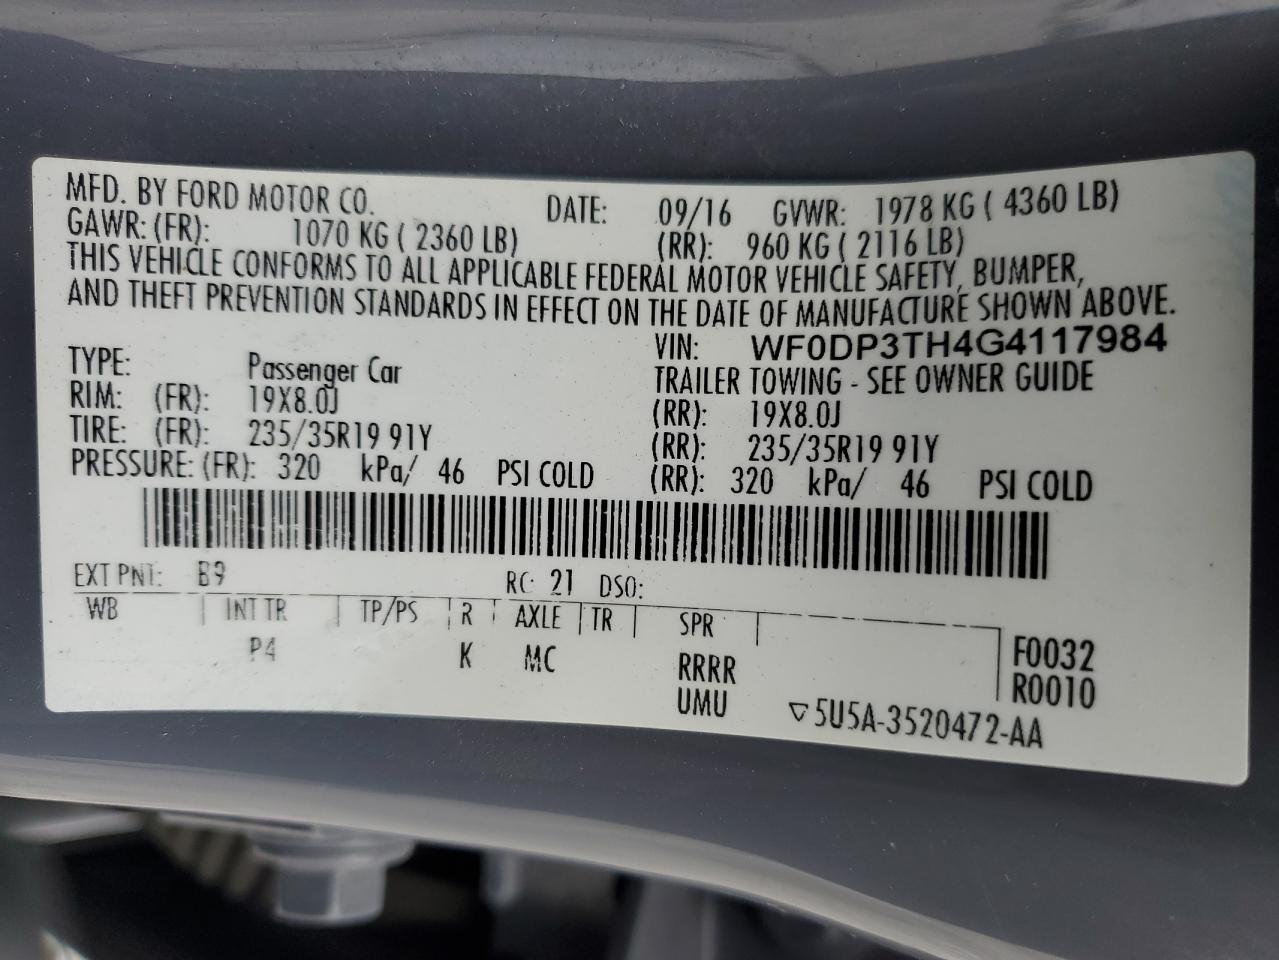 MFD. BY FORD MOTOR CO. DATE: 09/16 GVWR: 1978 KG ( 4360 LB)
GAWR: (FR): 1070 KG ( 2360 LB) (RR): 960 KG ( 2116 LB)
THIS VEHICLE CONFORMS TO ALL APPLICABLE FEDERAL MOTOR VEHICLE SAFETY, BUMPER,
AND THEFT PREVENTION STANDARDS IN EFFECT ON THE DATE OF MANUFACTURE SHOWN ABOVE.
VIN: WF0DP3TH4G4117984
TYPE: Passenger Car TRAILER TOWING - SEE OWNER GUIDE
RIM: (FR): 19X8.0J (RR): 19X8.0J
TIRE: (FR): 235/35R19 91Y (RR): 235/35R19 91Y
PRESSURE: (FR): 320 kPa/ 46 PSI COLD (RR): 320 kPa/ 46 PSI COLD
EXT PNT: B9 RC: 21 DSO:
WB INT TR TP/PS R AXLE TR SPR
P4 K MC RRRR F0032
UMU R0010
▽5U5A-3520472-AA